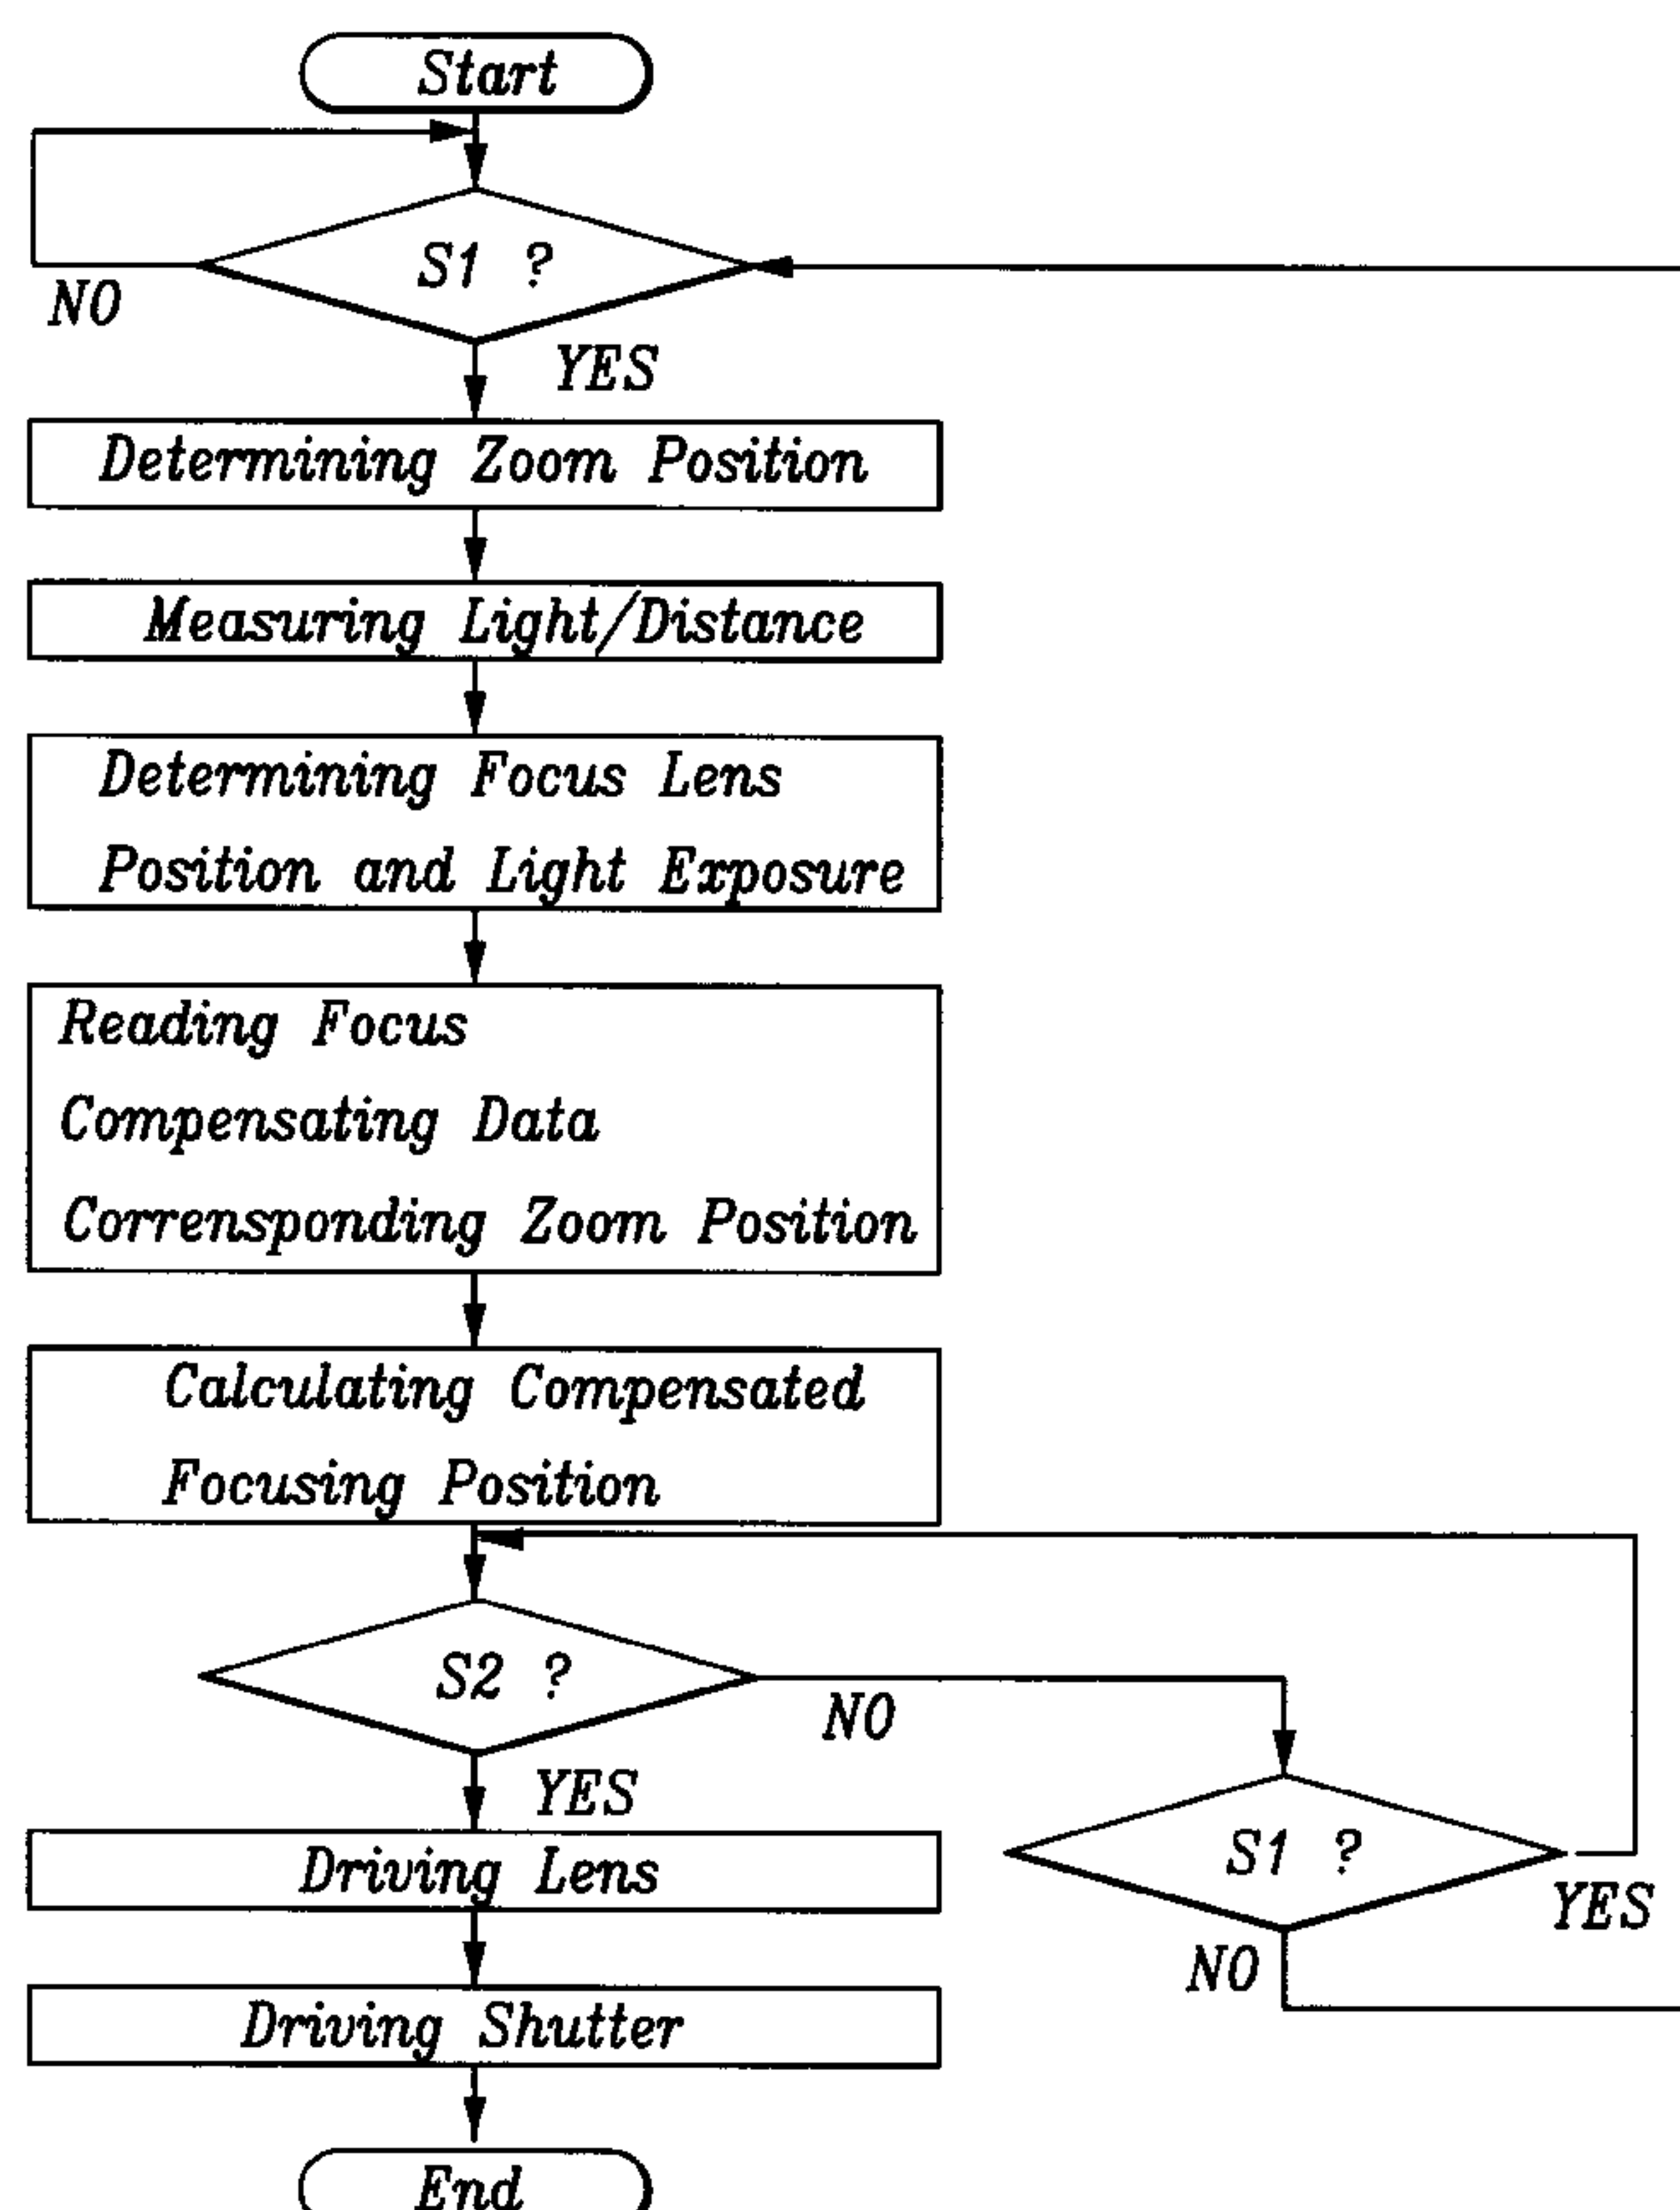 Start
S1 ?
NO
YES
Determining Zoom Position
Measuring Light/Distance
Determining Focus Lens
Position and Light Exposure
Reading Focus
Compensating Data
Corrensponding Zoom Position
Calculating Compensated
Focusing Position
S2 ?
NO
YES
S1 ?
YES
NO
Driving Lens
Driving Shutter
End